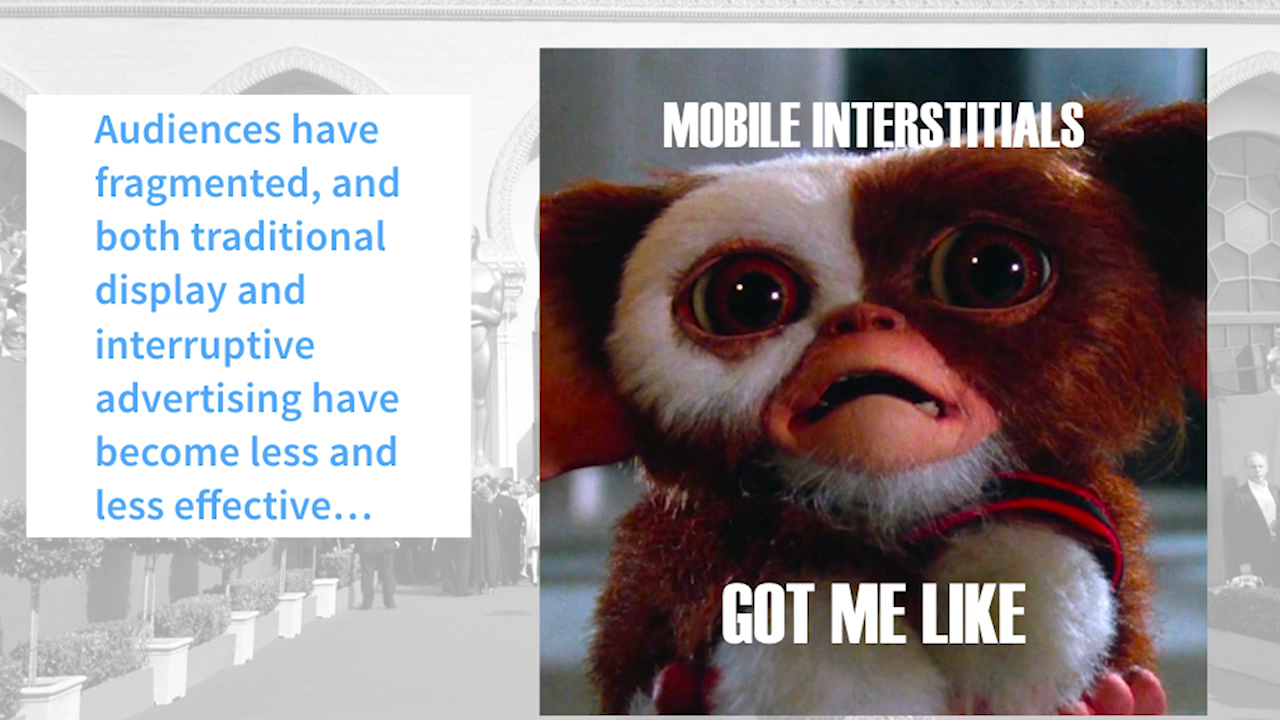 Audiences have
fragmented, and
both traditional
display and
interruptive
advertising have
become less and
less effective…
MOBILE INTERSTITIALS
GOT ME LIKE